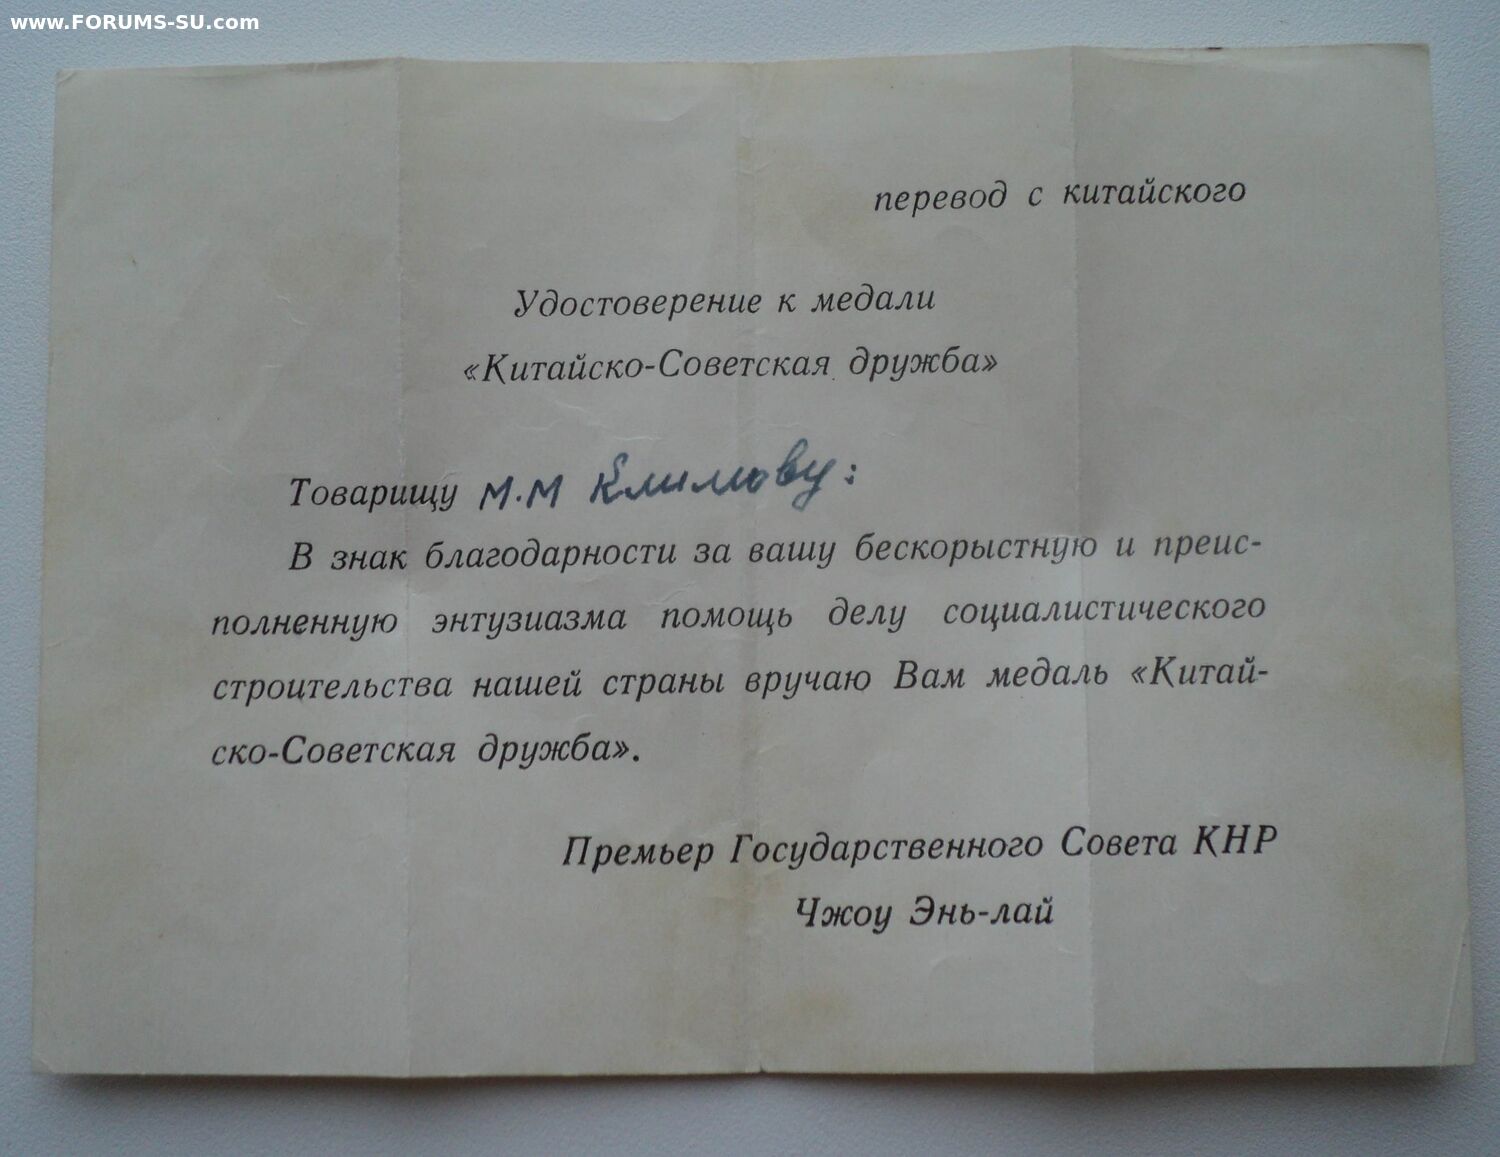 www.FORUMS-SU.com
перевод с китайского
Удостоверение к медали
«Китайско-Советская дружба»
Товарищу М.М Климову:
В знак благодарности за вашу бескорыстную и преис-
полненную энтузиазма помощь делу социалистического
строительства нашей страны вручаю Вам медаль «Китай-
ско-Советская дружба».
Премьер Государственного Совета КНР
Чжоу Энь-лай